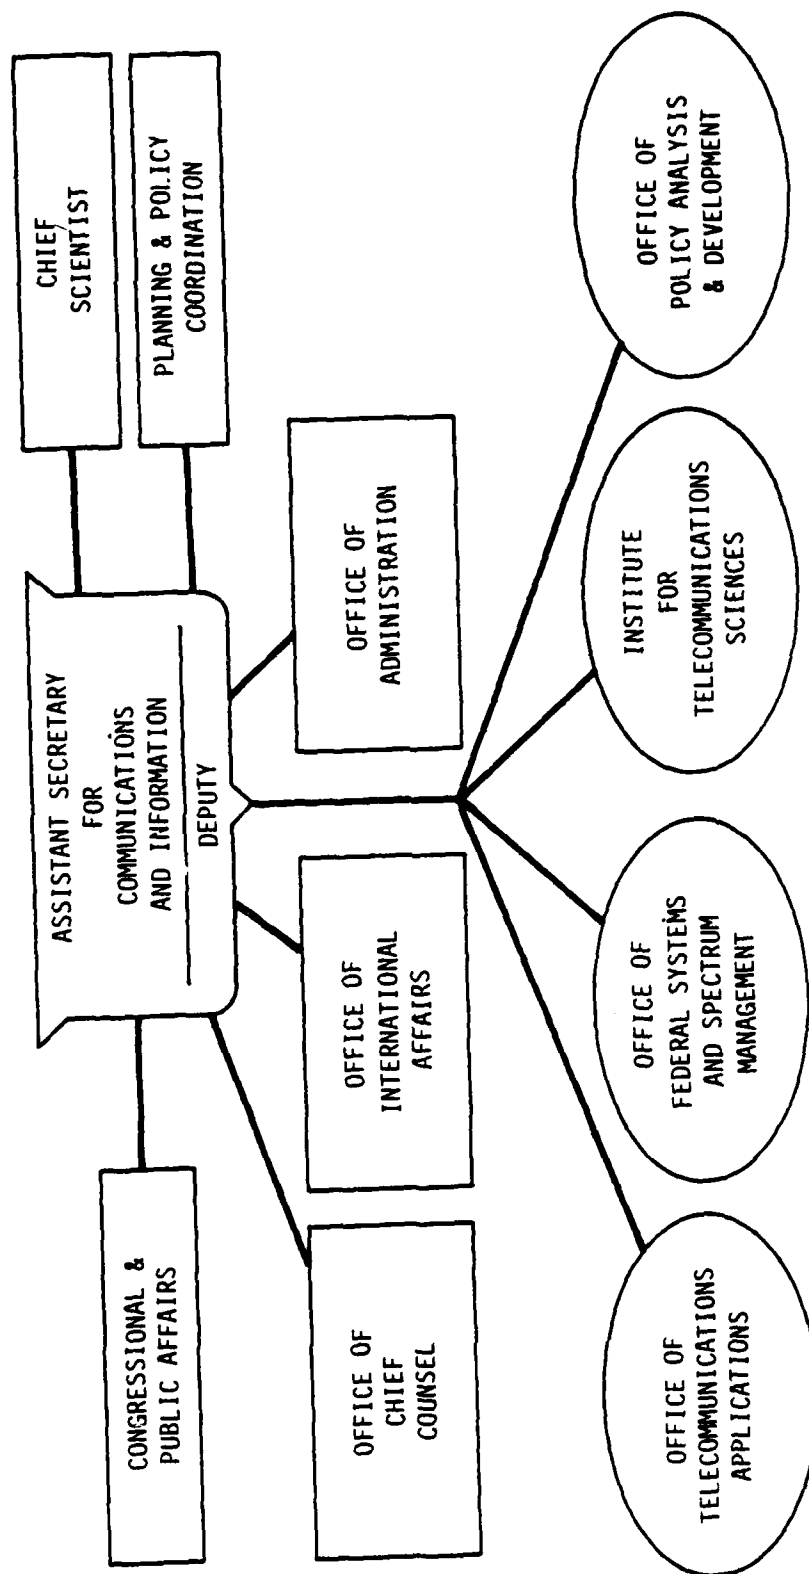 ASSISTANT SECRETARY
FOR
COMMUNICATIONS
AND INFORMATION
DEPUTY
CONGRESSIONAL &
PUBLIC AFFAIRS
CHIEF
SCIENTIST
PLANNING & POLICY
COORDINATION
OFFICE OF
CHIEF
COUNSEL
OFFICE OF
INTERNATIONAL
AFFAIRS
OFFICE OF
ADMINISTRATION
OFFICE OF
TELECOMMUNICATIONS
APPLICATIONS
OFFICE OF
FEDERAL SYSTEMS
AND SPECTRUM
MANAGEMENT
INSTITUTE
FOR
TELECOMMUNICATIONS
SCIENCES
OFFICE OF
POLICY ANALYSIS
& DEVELOPMENT